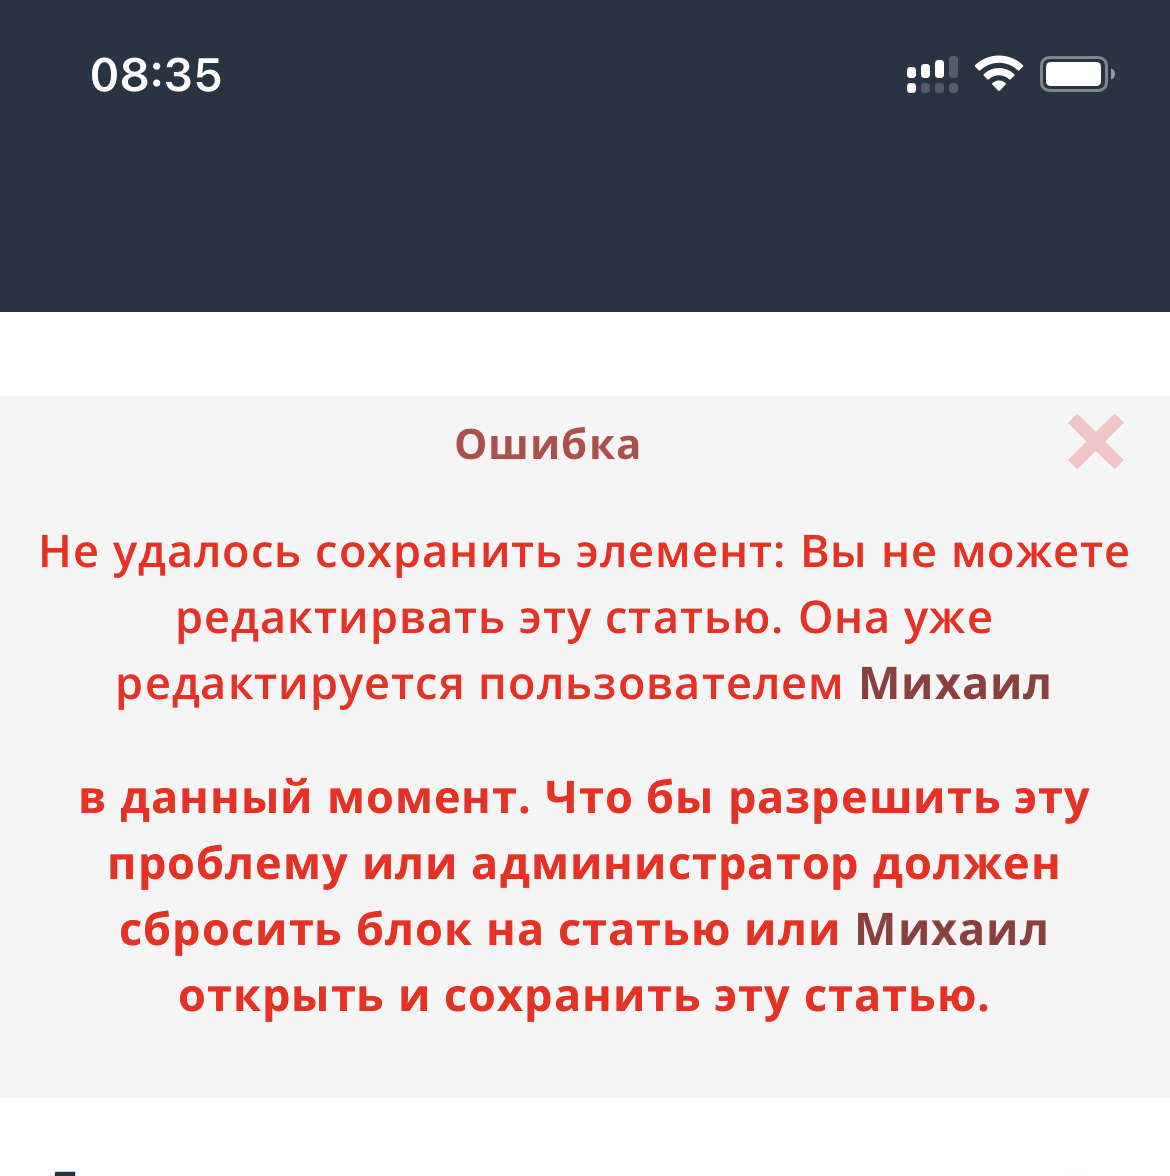 08:35
Ошибка
Не удалось сохранить элемент: Вы не можете
редактирвать эту статью. Она уже
редактируется пользователем Михаил
в данный момент. Что бы разрешить эту
проблему или администратор должен
сбросить блок на статью или Михаил
открыть и сохранить эту статью.